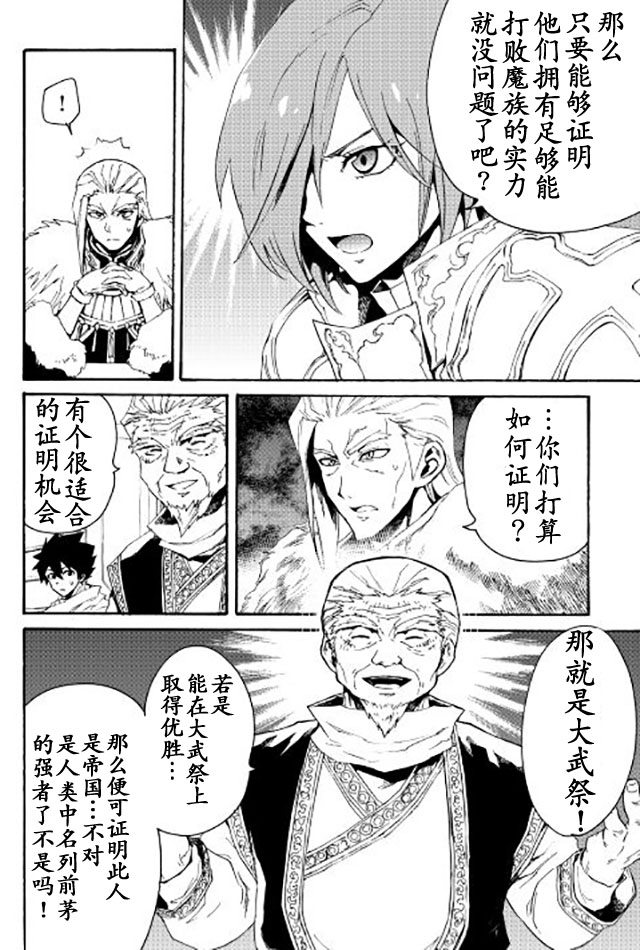 那么
只要能够证明
他们拥有足够能
打败魔族的实力
就没问题了吧？
！
…你们打算
如何证明？
有个很适合
的证明机会
那就是大武祭！
若是
能在大武祭上
取得优胜…
那么便可证明此人
是帝国…不对
是人类中名列前茅
的强者了不是吗！